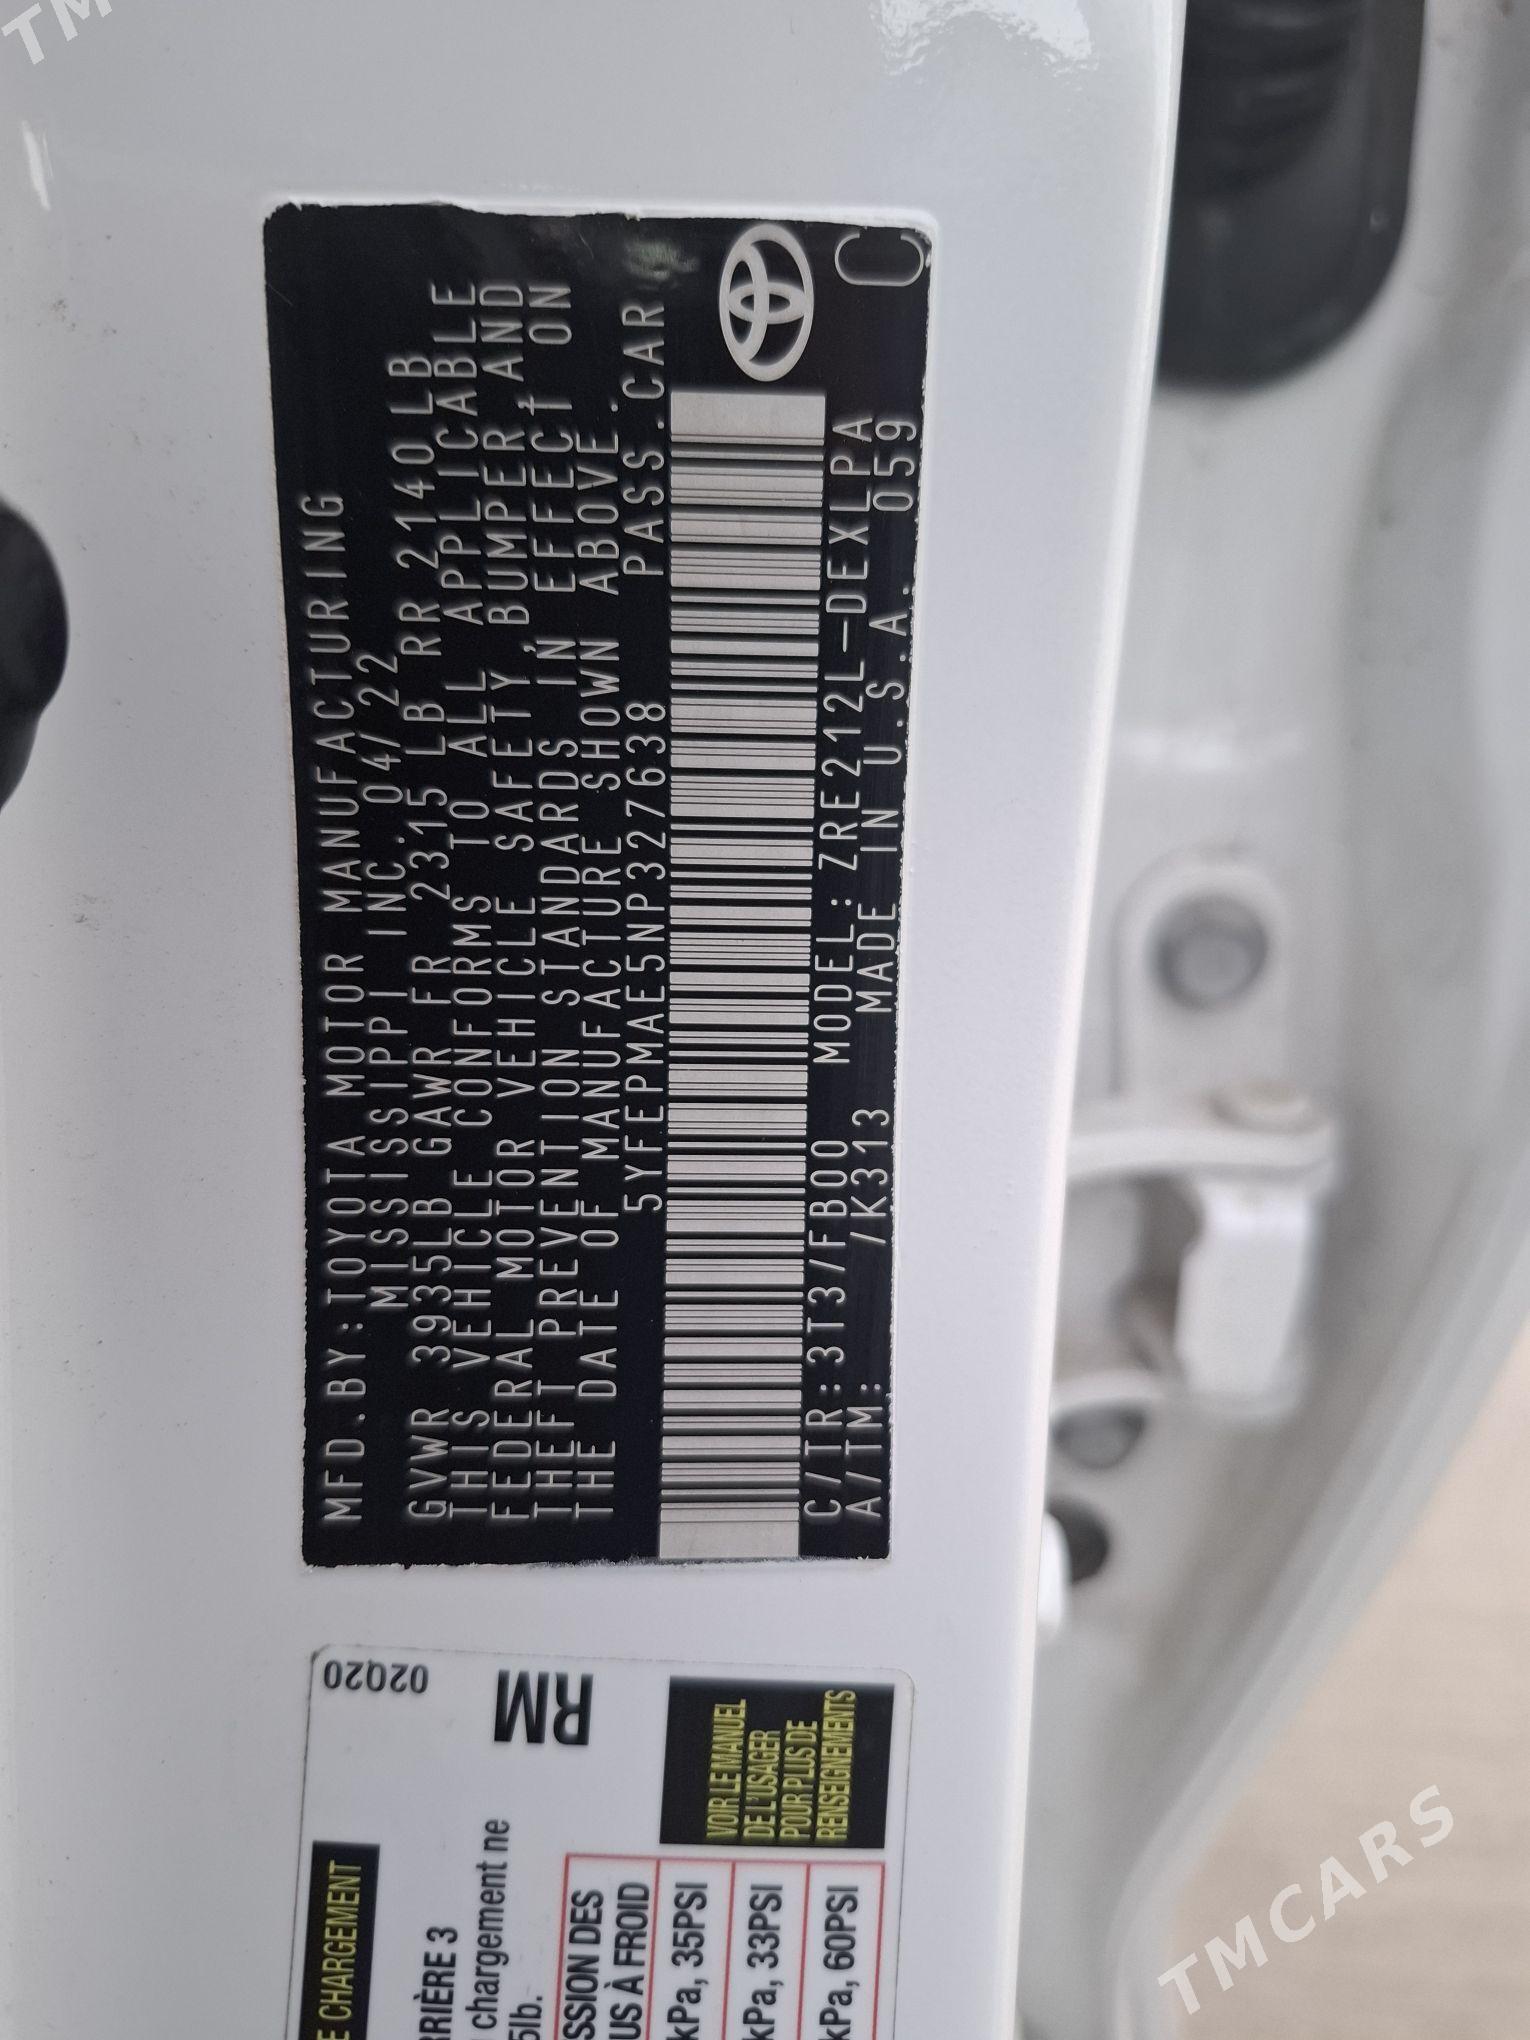 MFD.BY:TOYOTA MOTOR MANUFACTURING
MISSISSIPPI INC. 04/22
GVWR 3935LB GAWR FR 2315 LB RR 2140LB
THIS VEHICLE CONFORMS TO ALL APPLICABLE
FEDERAL MOTOR VEHICLE SAFETY, BUMPER AND
THEFT PREVENTION STANDARDS IN EFFECT ON
THE DATE OF MANUFACTURE SHOWN ABOVE.
5YFEPMAE5NP327638 PASS.CAR
C/TR:3T3/FB00 MODEL:ZRE212L-DEXLPA
A/TM: /K313 MADE IN U.S.A. 059
C
02Q20
RM
E CHARGEMENT
RRIÈRE 3
chargement ne
5lb.
SSION DES
US À FROID
kPa, 35PSI
kPa, 33PSI
kPa, 60PSI
VOIR LE MANUEL
DE L'USAGER
POUR PLUS DE
RENSEIGNEMENTS
TM
TMCARS